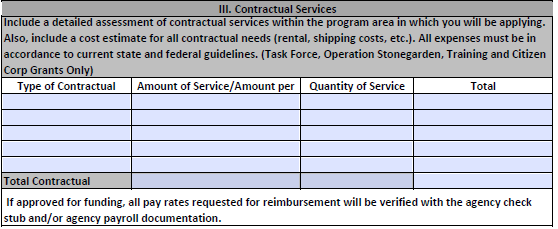 III. Contractual Services
Include a detailed assessment of contractual services within the program area in which you will be applying.
Also, include a cost estimate for all contractual needs (rental, shipping costs, etc.). All expenses must be in
accordance to current state and federal guidelines. (Task Force, Operation Stonegarden, Training and Citizen
Corp Grants Only)
Type of Contractual Amount of Service/Amount per Quantity of Service Total
Total Contractual
If approved for funding, all pay rates requested for reimbursement will be verified with the agency check
stub and/or agency payroll documentation.